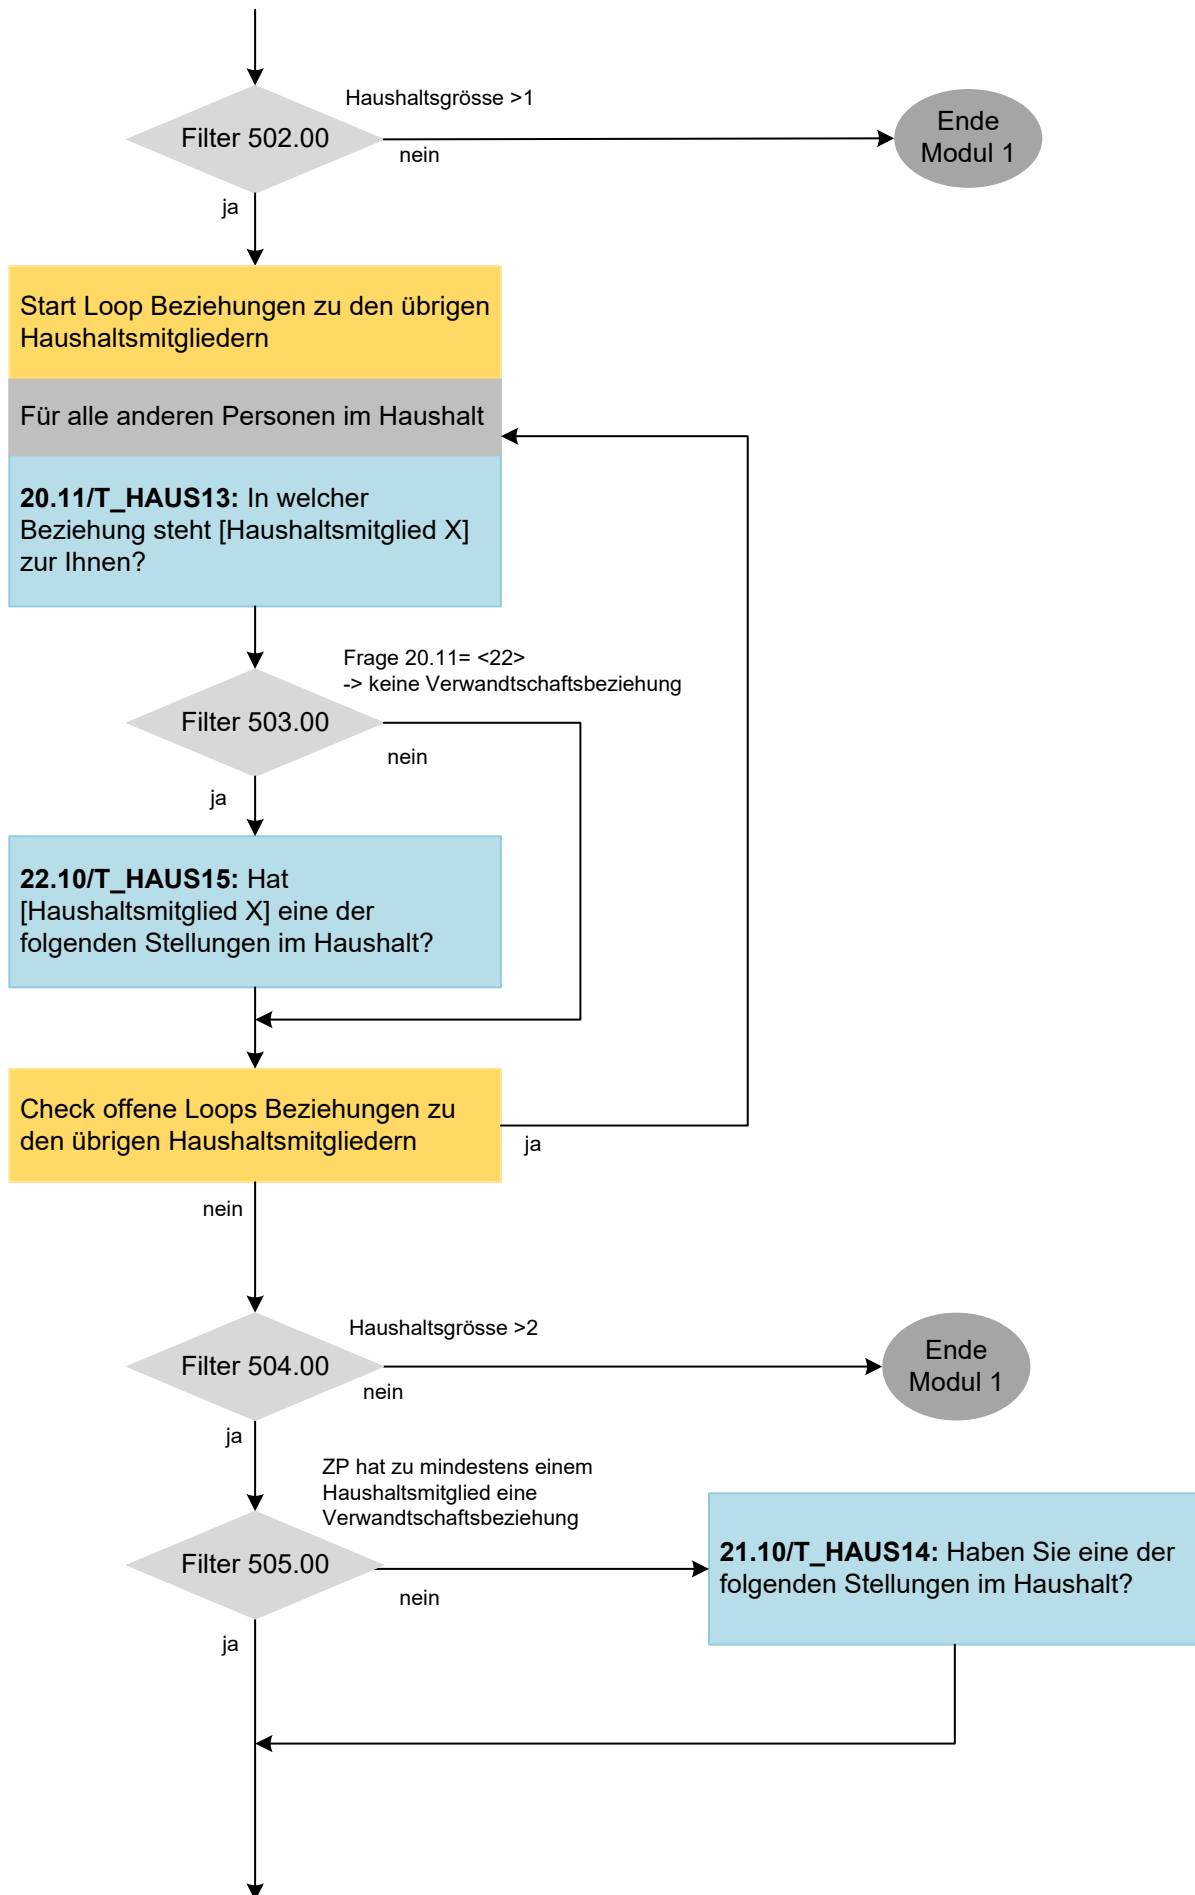 Haushaltsgrösse >1
Filter 502.00
nein
Ende
Modul 1
ja
Start Loop Beziehungen zu den übrigen
Haushaltsmitgliedern
Für alle anderen Personen im Haushalt
20.11/T_HAUS13: In welcher
Beziehung steht [Haushaltsmitglied X]
zur Ihnen?
Frage 20.11= <22>
-> keine Verwandtschaftsbeziehung
Filter 503.00
nein
ja
22.10/T_HAUS15: Hat
[Haushaltsmitglied X] eine der
folgenden Stellungen im Haushalt?
Check offene Loops Beziehungen zu
den übrigen Haushaltsmitgliedern
ja
nein
Haushaltsgrösse >2
Filter 504.00
nein
Ende
Modul 1
ja
ZP hat zu mindestens einem
Haushaltsmitglied eine
Verwandtschaftsbeziehung
Filter 505.00
nein
21.10/T_HAUS14: Haben Sie eine der
folgenden Stellungen im Haushalt?
ja